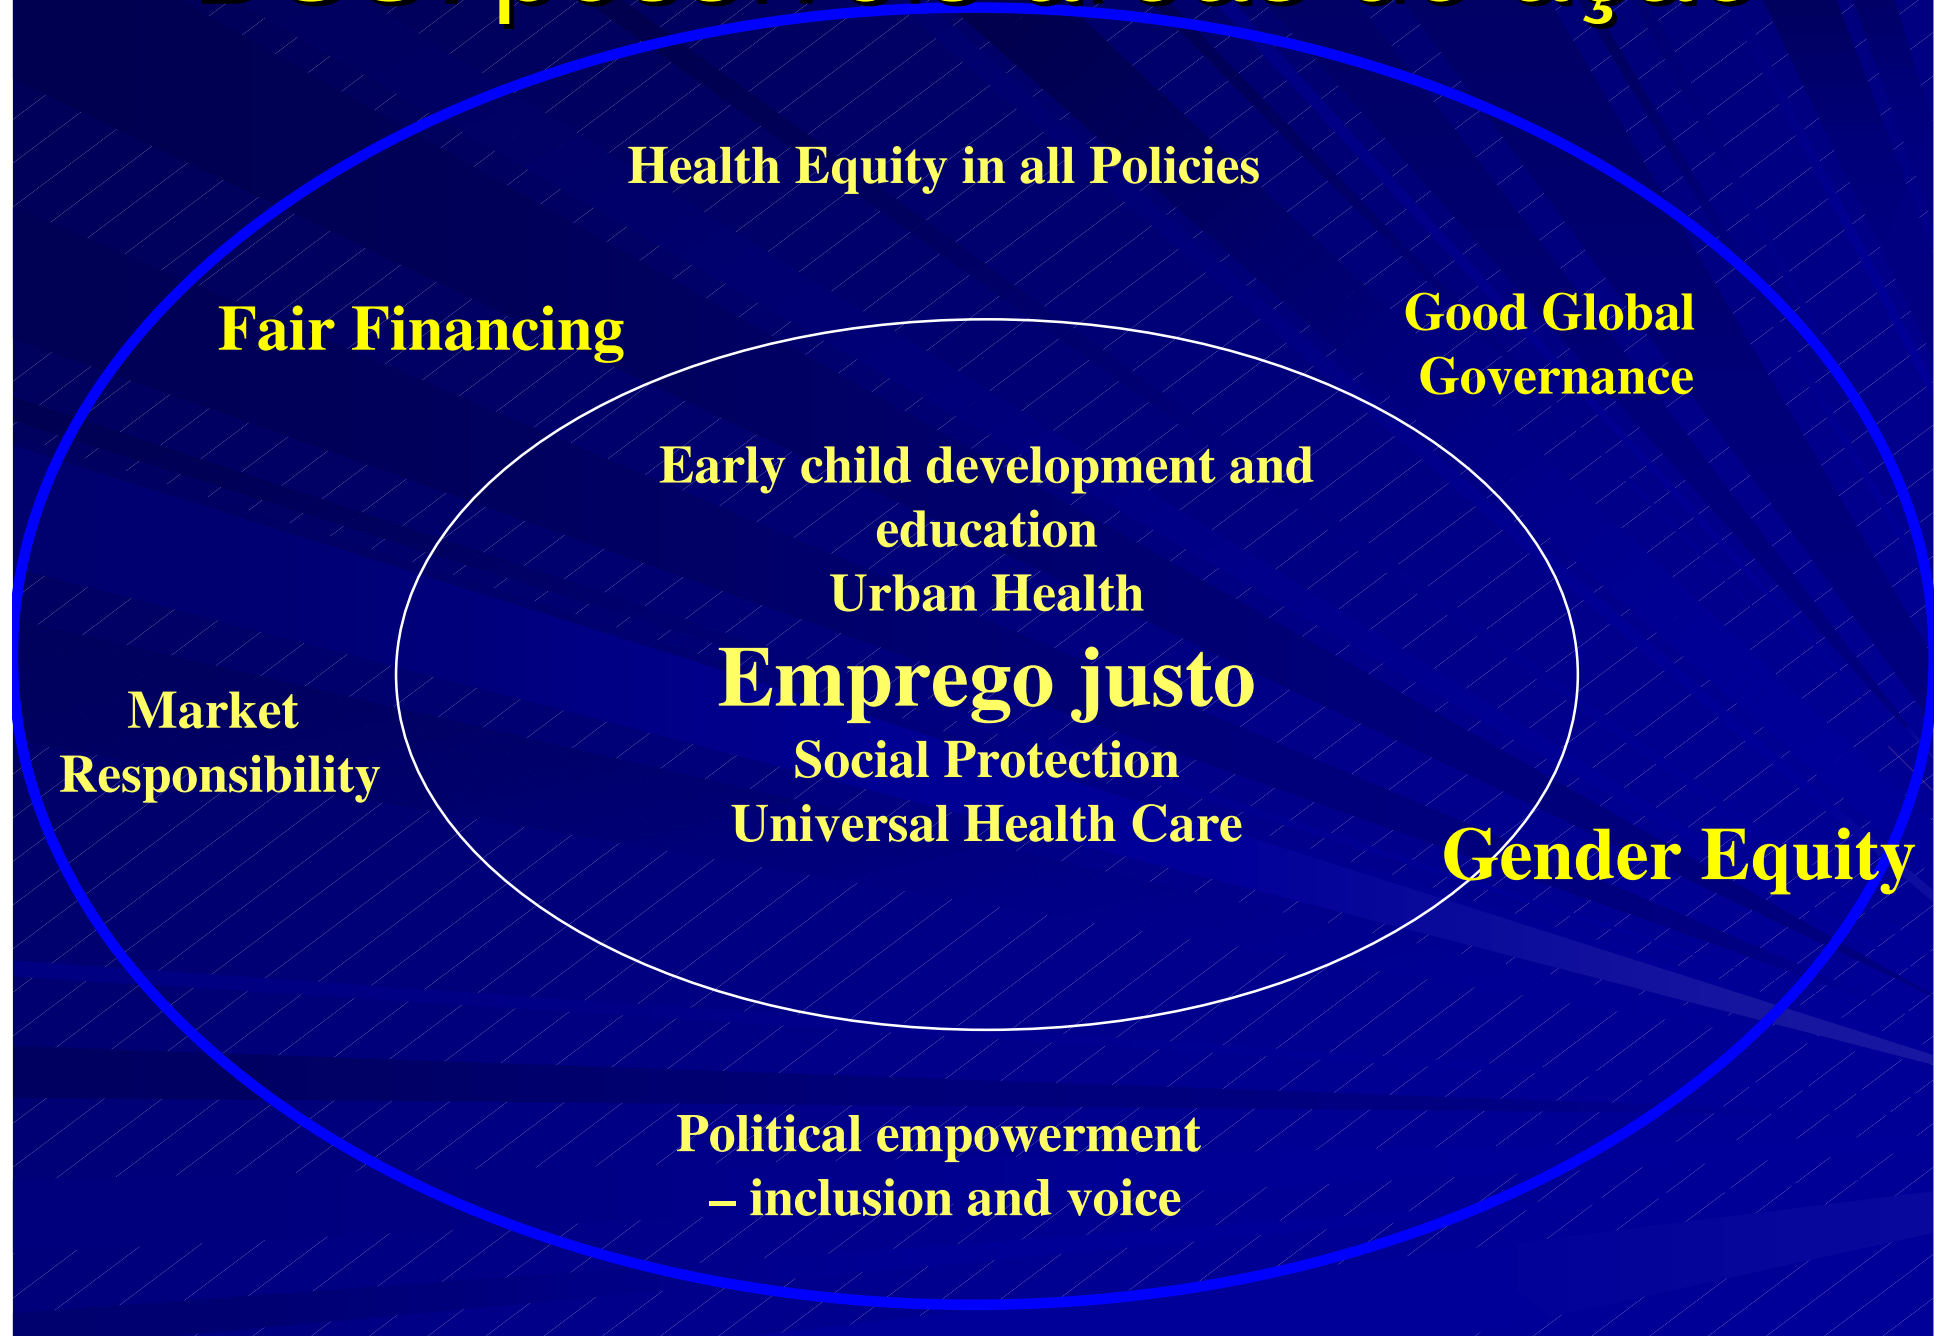 Health Equity in all Policies
Fair Financing
Good Global
Governance
Early child development and
education
Urban Health
Emprego justo
Social Protection
Universal Health Care
Market
Responsibility
Gender Equity
Political empowerment
– inclusion and voice